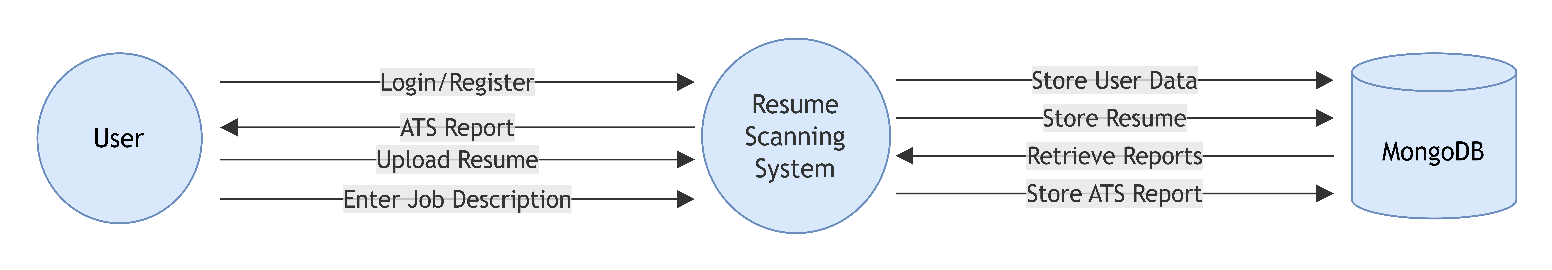 User
Login/Register
ATS Report
Upload Resume
Enter Job Description
Resume
Scanning
System
Store User Data
Store Resume
Retrieve Reports
Store ATS Report
MongoDB